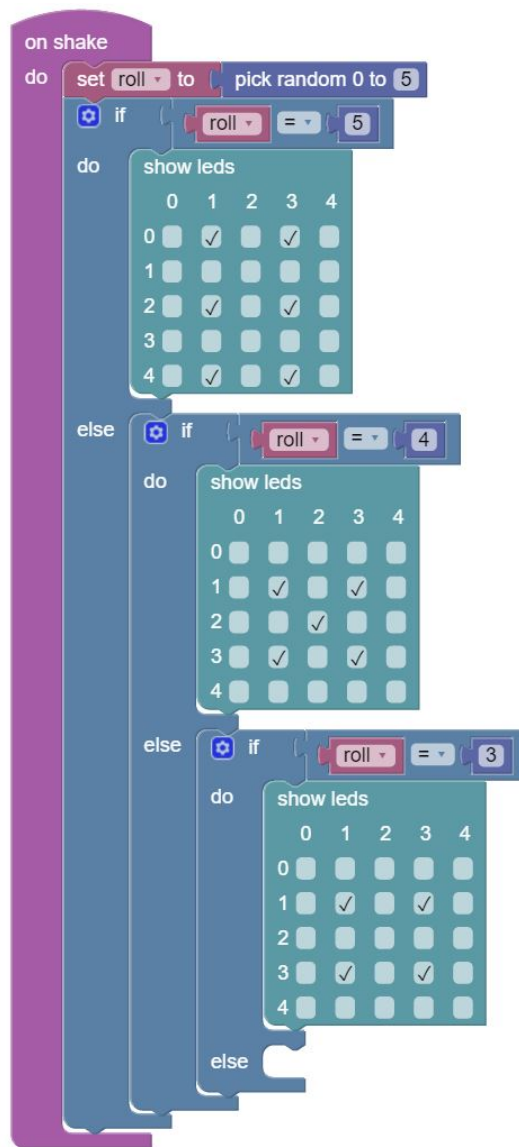 on shake
do set roll to pick random 0 to 5
if roll = 5
do show leds
0 1 2 3 4
0 ✓ ✓
1
2 ✓ ✓
3
4 ✓ ✓
else if roll = 4
do show leds
0 1 2 3 4
0
1 ✓ ✓
2 ✓
3 ✓ ✓
4
else if roll = 3
do show leds
0 1 2 3 4
0
1 ✓ ✓
2
3 ✓ ✓
4
else